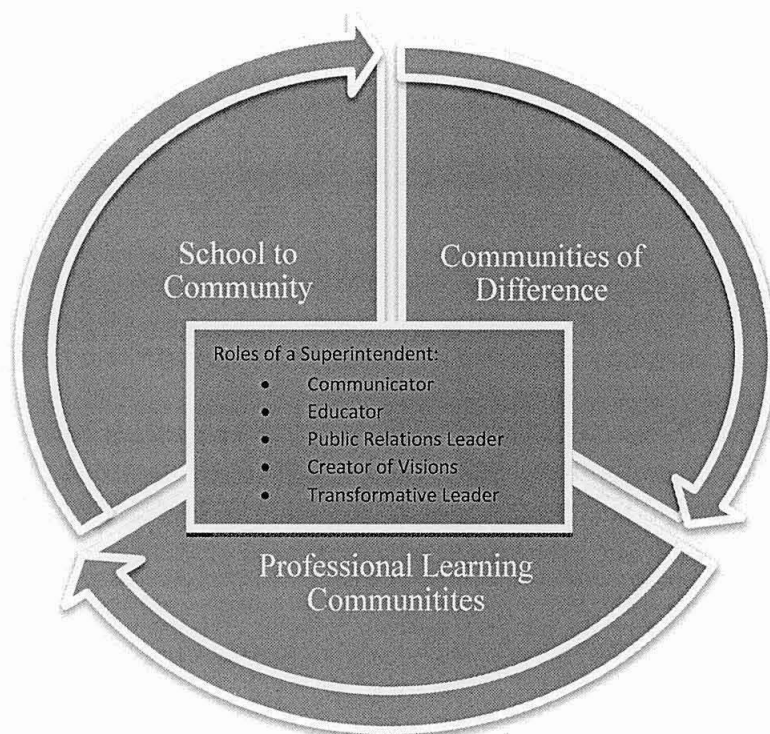 School to
Community
Communities of
Difference
Roles of a Superintendent:
• Communicator
• Educator
• Public Relations Leader
• Creator of Visions
• Transformative Leader
Professional Learning
Communitites